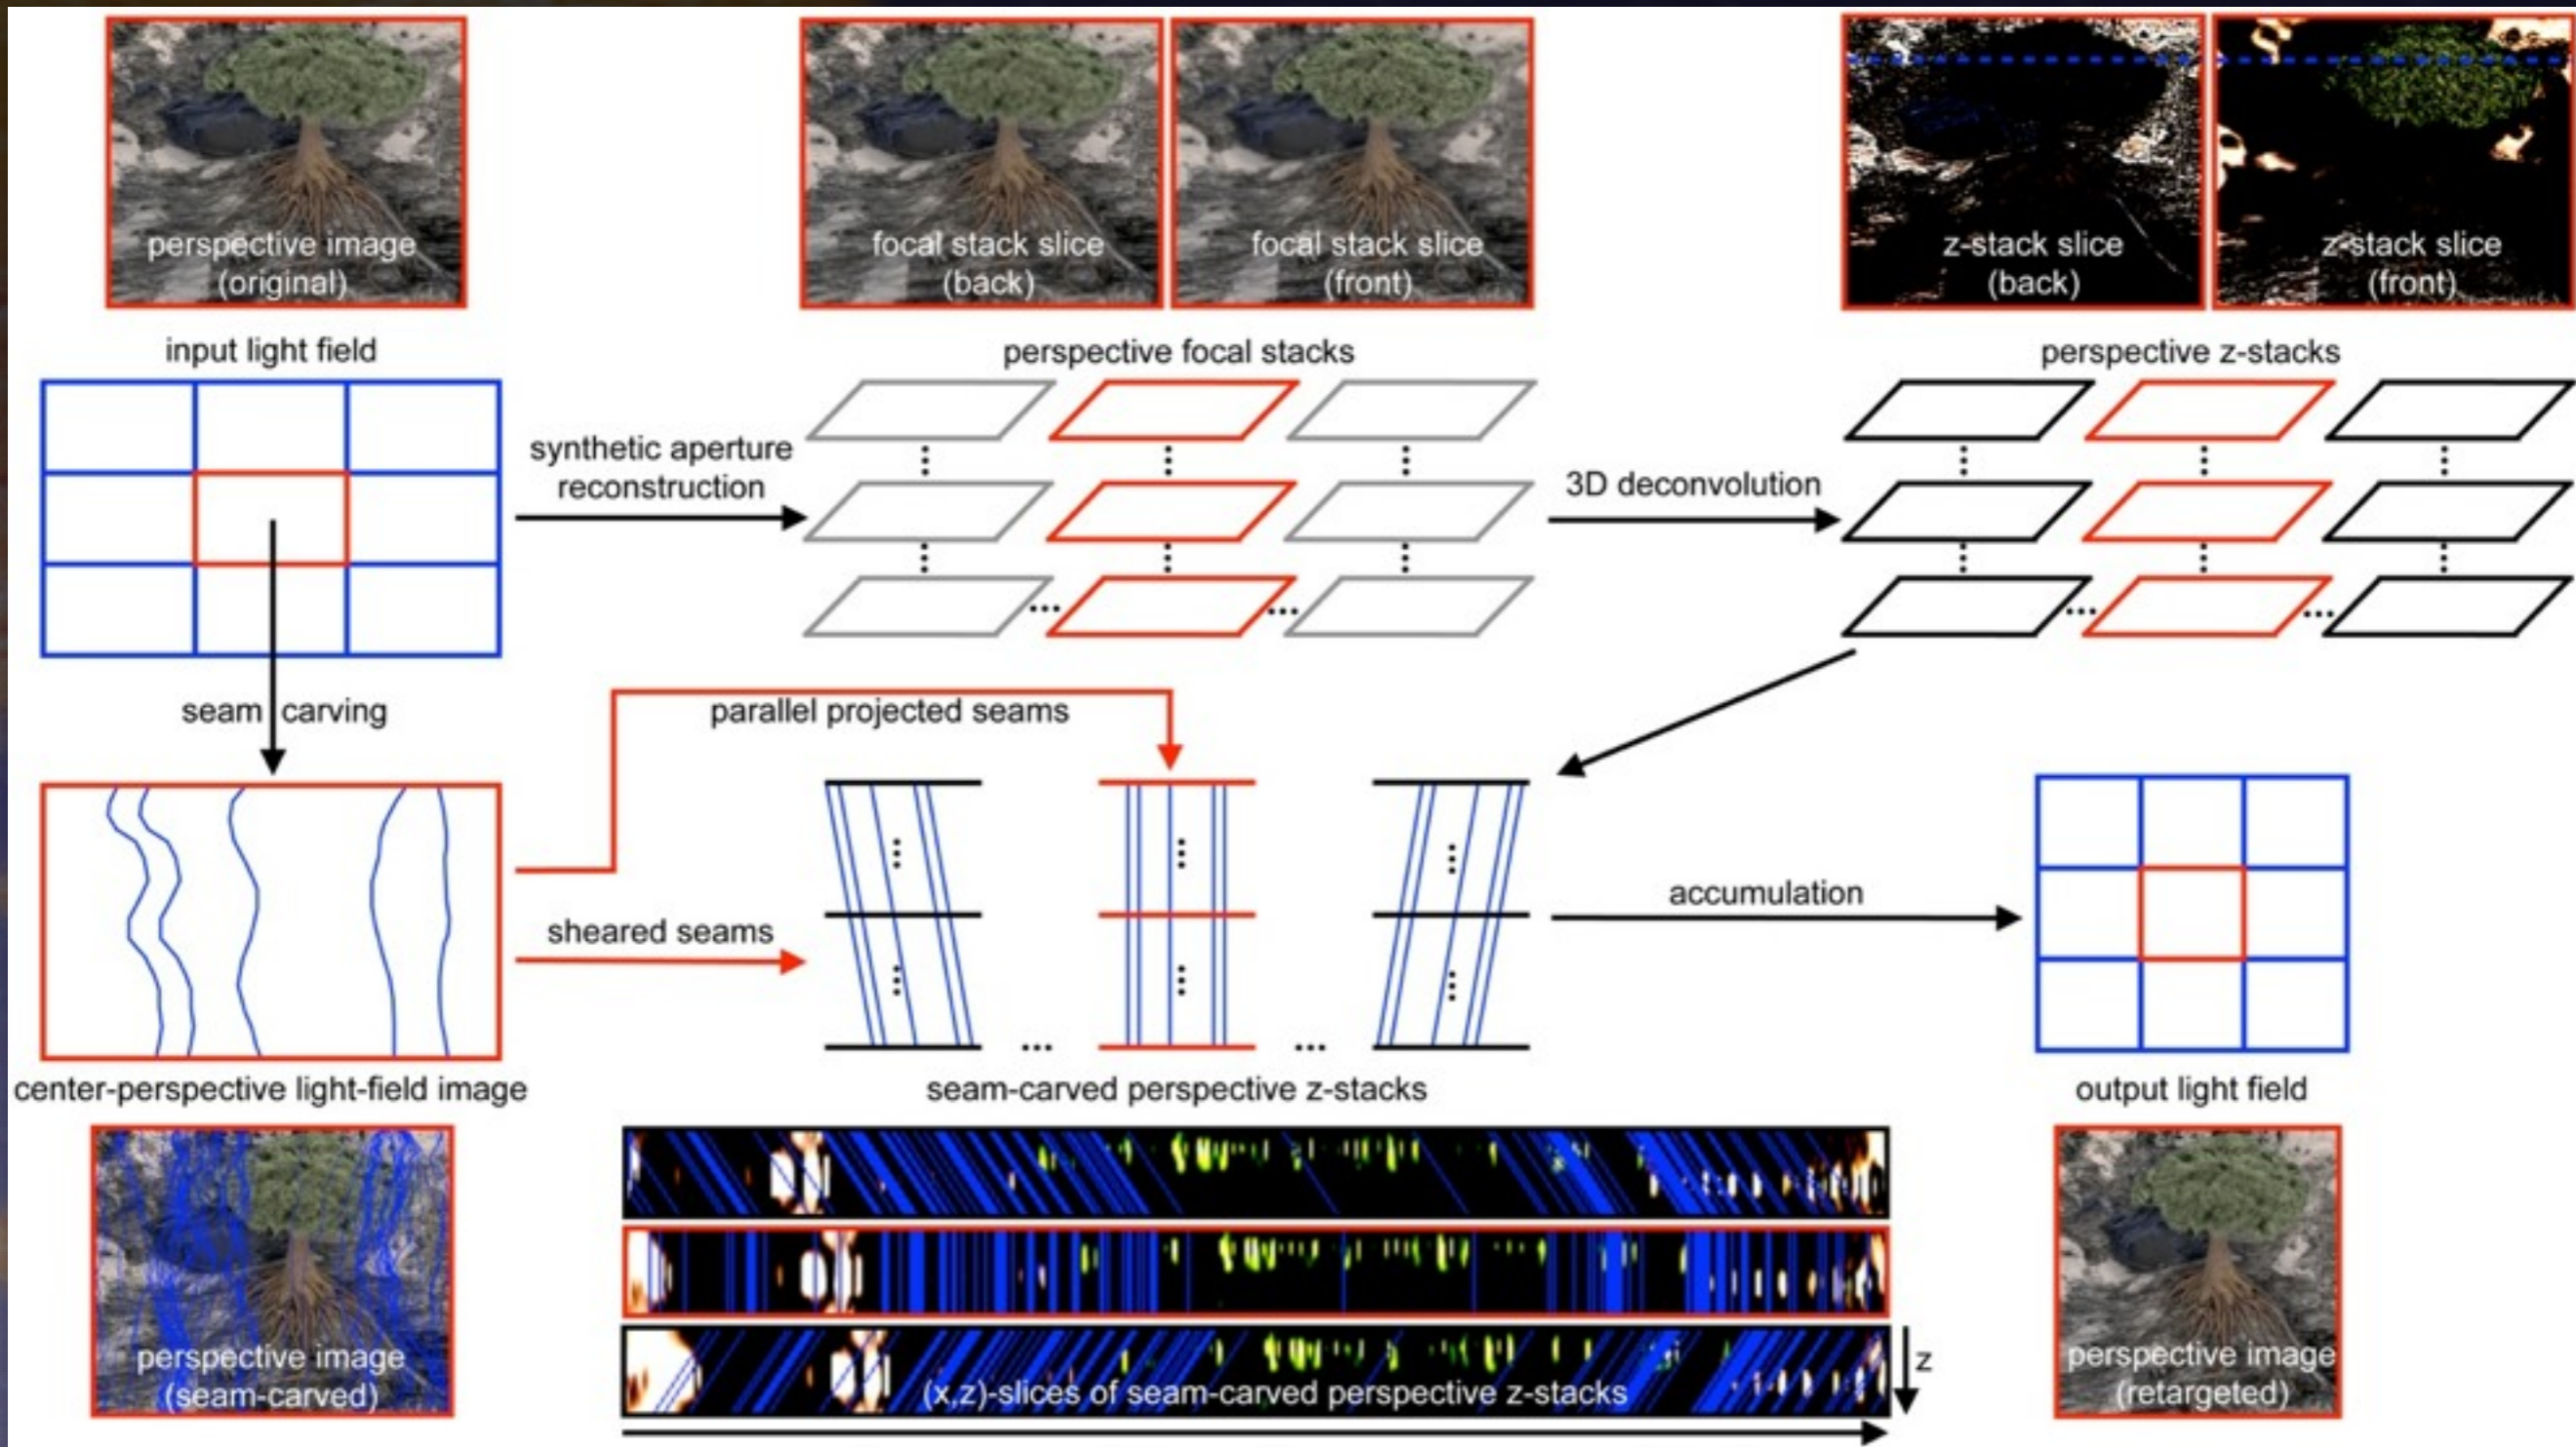 perspective image
(original)
focal stack slice
(back)
focal stack slice
(front)
z-stack slice
(back)
z-stack slice
(front)
input light field
perspective focal stacks
perspective z-stacks
synthetic aperture
reconstruction
3D deconvolution
seam carving
parallel projected seams
sheared seams
accumulation
center-perspective light-field image
seam-carved perspective z-stacks
output light field
perspective image
(seam-carved)
(x,z)-slices of seam-carved perspective z-stacks
z
perspective image
(retargeted)